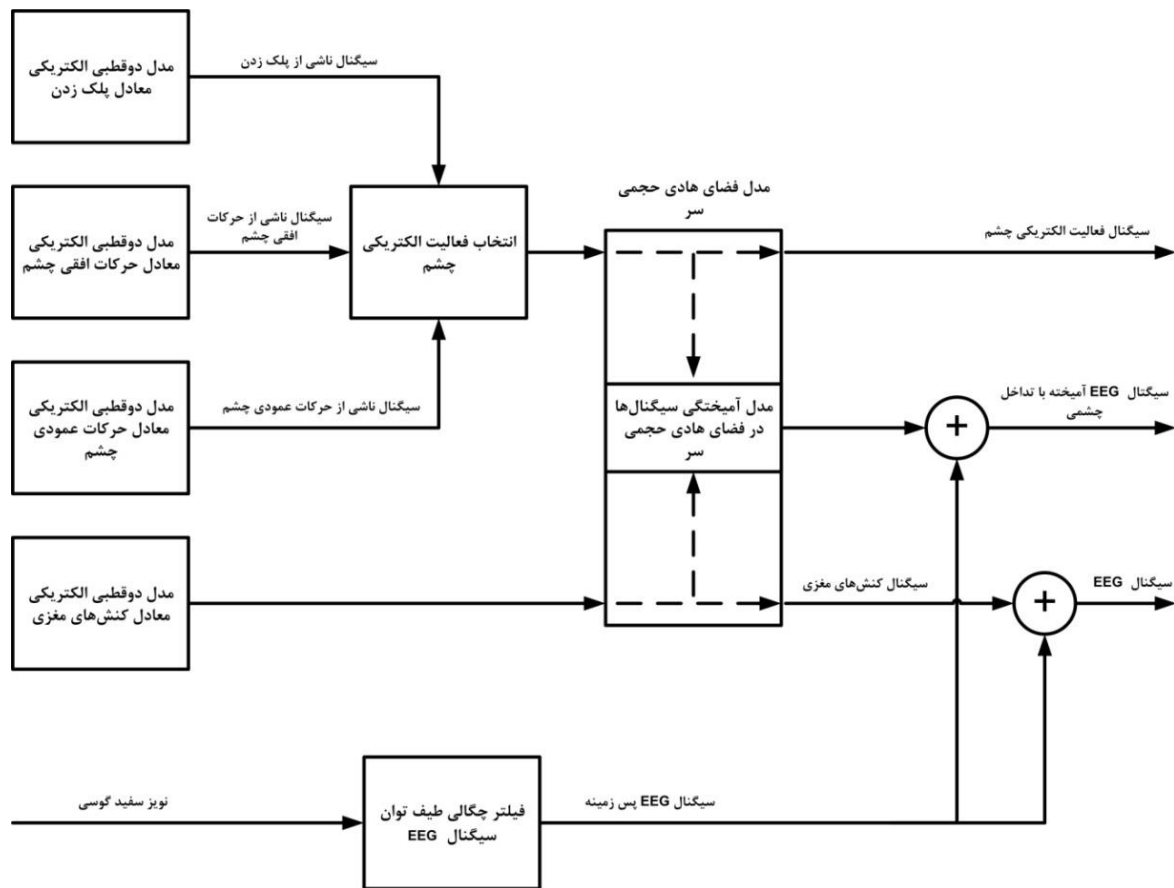 مدل دوقطبی الکتریکی
معادل پلک زدن
سیگنال ناشی از پلک زدن
مدل دوقطبی الکتریکی
معادل حرکات افقی چشم
سیگنال ناشی از حرکات
افقی چشم
انتخاب فعالیت الکتریکی
چشم
مدل فضای هادی حجمی
سر
سیگنال فعالیت الکتریکی چشم
مدل دوقطبی الکتریکی
معادل حرکات عمودی
چشم
سیگنال ناشی از حرکات عمودی چشم
مدل آمیختگی سیگنال‌ها
در فضای هادی حجمی
سر
+
سیگنال EEG آمیخته با تداخل
چشمی
مدل دوقطبی الکتریکی
معادل کنش‌های مغزی
سیگنال کنش‌های مغزی
+
سیگنال EEG
نویز سفید گوسی
فیلتر چگالی طیف توان
سیگنال EEG
سیگنال EEG پس زمینه